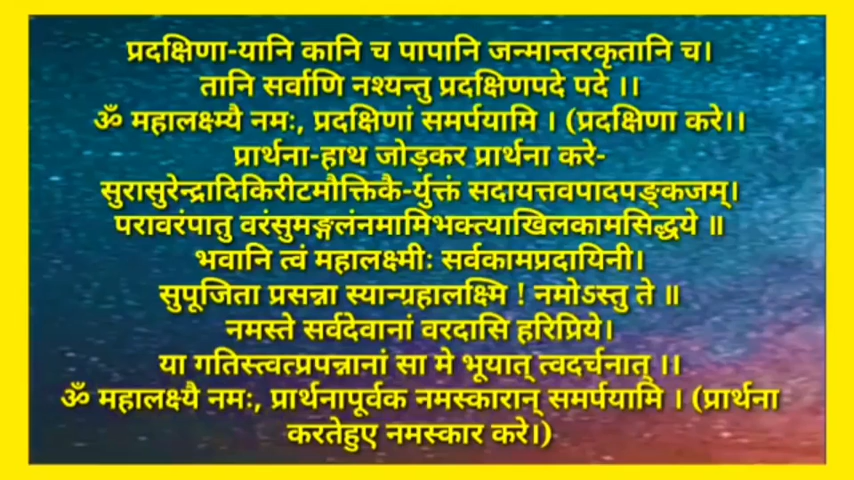 प्रदक्षिणा-यानि कानि च पापानि जन्मान्तरकृतानि च।
तानि सर्वाणि नश्यन्तु प्रदक्षिणपदे पदे ।।
ॐ महालक्ष्म्यै नमः, प्रदक्षिणां समर्पयामि । (प्रदक्षिणा करे।।
प्रार्थना-हाथ जोड़कर प्रार्थना करे-
सुरासुरेन्द्रादिकिरीटमौक्तिकै-र्युक्तं सदायत्तवपादपङ्कजम्।
परावरंपातु वरंसुमङ्गलंनमामिभक्त्याखिलकामसिद्धये ॥
भवानि त्वं महालक्ष्मीः सर्वकामप्रदायिनी।
सुपूजिता प्रसन्ना स्यान्ग्रहालक्ष्मि ! नमोऽस्तु ते ॥
नमस्ते सर्वदेवानां वरदासि हरिप्रिये।
या गतिस्त्वत्प्रपन्नानां सा मे भूयात् त्वदर्चनात् ।।
ॐ महालक्ष्यै नमः, प्रार्थनापूर्वक नमस्कारान् समर्पयामि । (प्रार्थना
करतेहुए नमस्कार करे।)